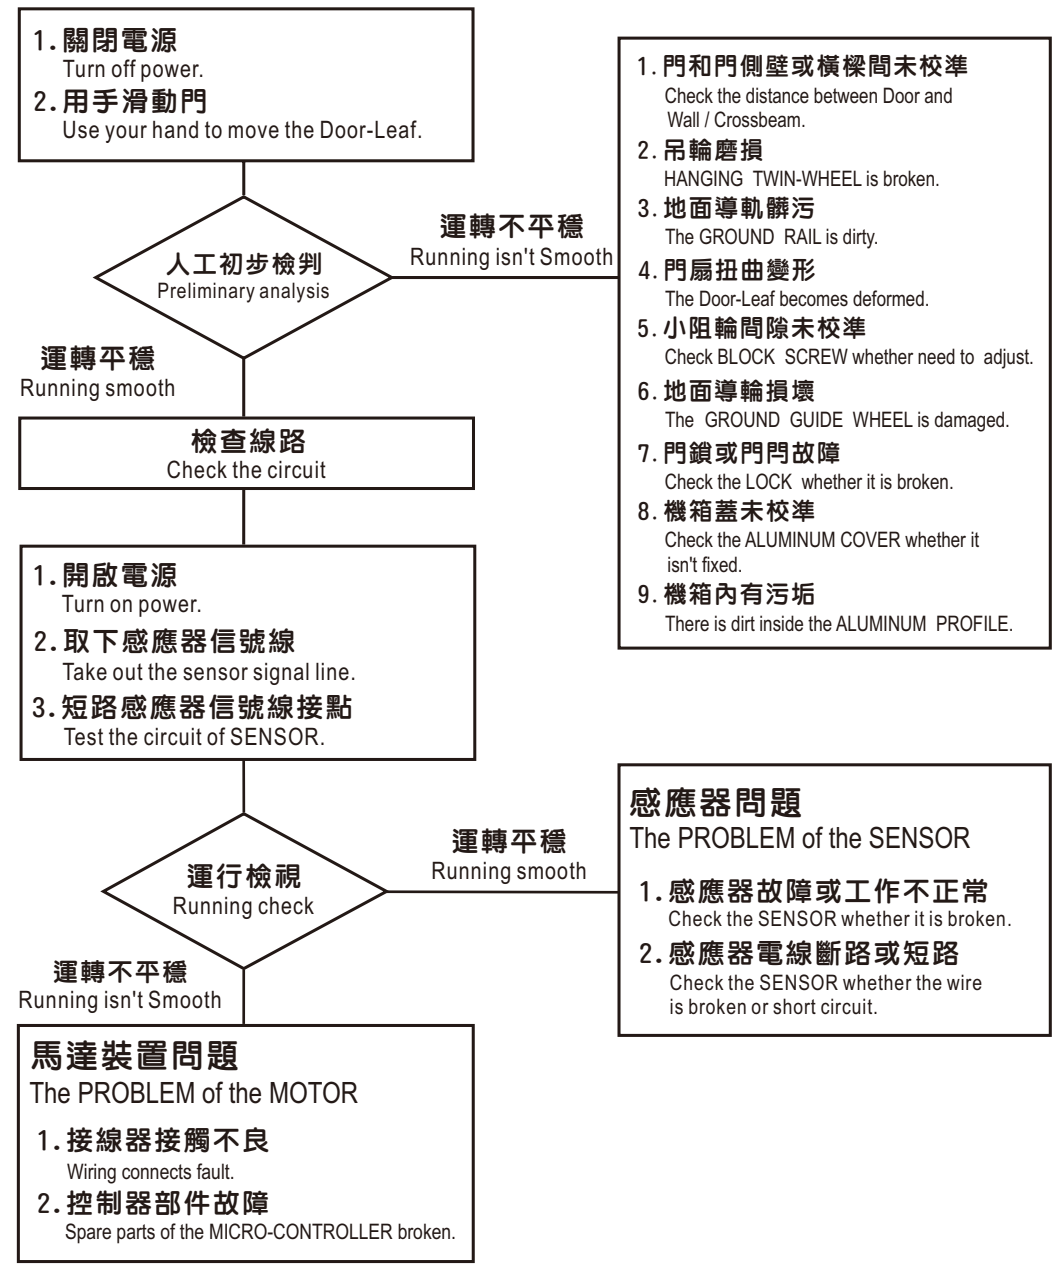 1. 關閉電源
Turn off power.
2. 用手滑動門
Use your hand to move the Door-Leaf.
人工初步檢判
Preliminary analysis
運轉不平穩
Running isn't Smooth
1. 門和門側壁或橫樑間未校準
Check the distance between Door and
Wall / Crossbeam.
2. 吊輪磨損
HANGING TWIN-WHEEL is broken.
3. 地面導軌髒污
The GROUND RAIL is dirty.
4. 門扇扭曲變形
The Door-Leaf becomes deformed.
5. 小阻輪間隙未校準
Check BLOCK SCREW whether need to adjust.
6. 地面導輪損壞
The GROUND GUIDE WHEEL is damaged.
7. 門鎖或門閂故障
Check the LOCK whether it is broken.
8. 機箱蓋未校準
Check the ALUMINUM COVER whether it
isn't fixed.
9. 機箱內有污垢
There is dirt inside the ALUMINUM PROFILE.
運轉平穩
Running smooth
檢查線路
Check the circuit
1. 開啟電源
Turn on power.
2. 取下感應器信號線
Take out the sensor signal line.
3. 短路感應器信號線接點
Test the circuit of SENSOR.
運行檢視
Running check
運轉平穩
Running smooth
感應器問題
The PROBLEM of the SENSOR
1. 感應器故障或工作不正常
Check the SENSOR whether it is broken.
2. 感應器電線斷路或短路
Check the SENSOR whether the wire
is broken or short circuit.
運轉不平穩
Running isn't Smooth
馬達裝置問題
The PROBLEM of the MOTOR
1. 接線器接觸不良
Wiring connects fault.
2. 控制器部件故障
Spare parts of the MICRO-CONTROLLER broken.